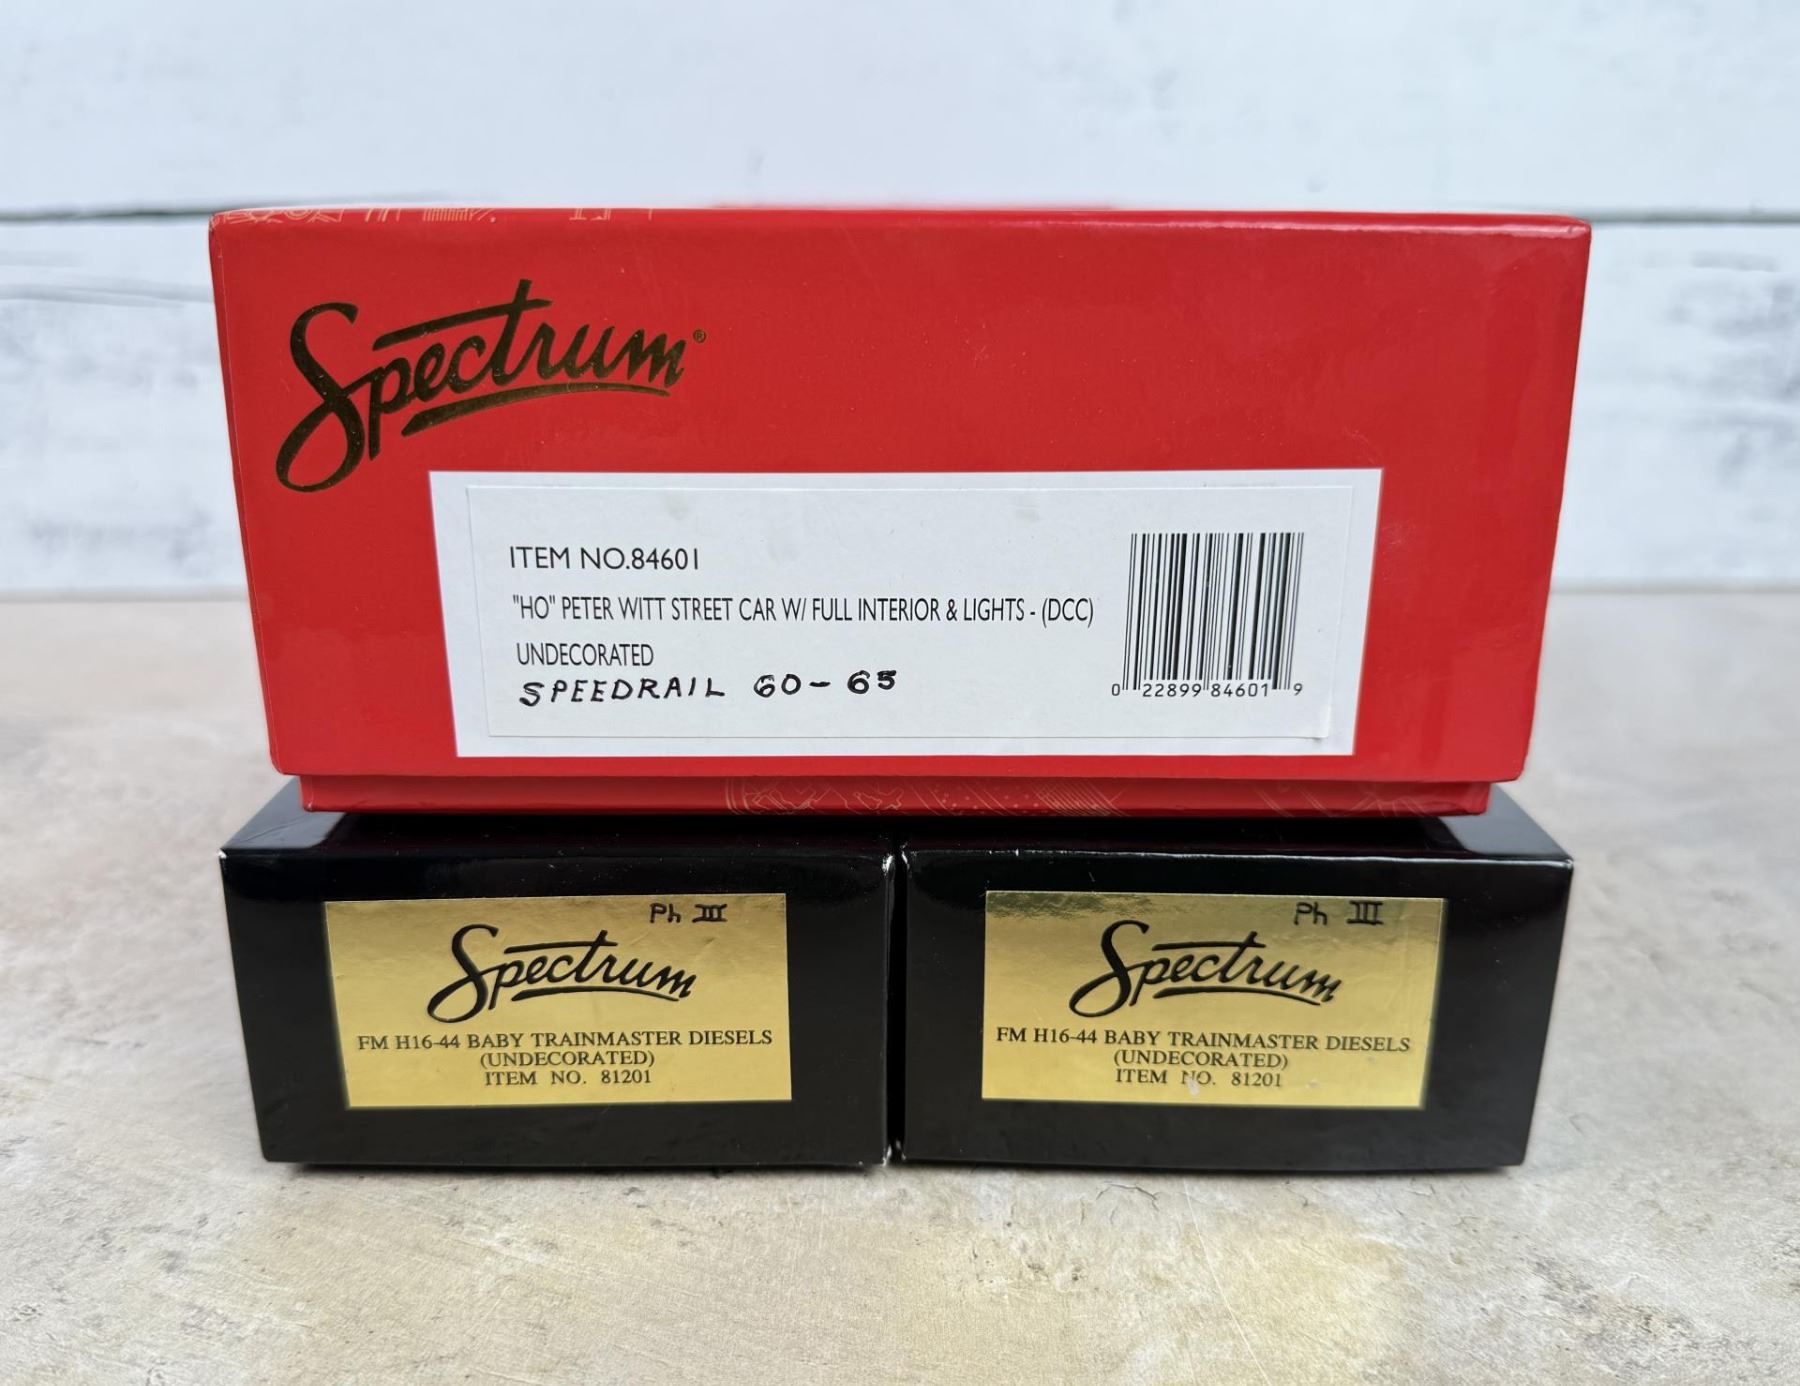 Spectrum®
ITEM NO.84601
"HO" PETER WITT STREET CAR W/ FULL INTERIOR & LIGHTS - (DCC)
UNDECORATED
SPEEDRAIL 60-65
0 22899 84601 9
Ph III
Spectrum
FM H16-44 BABY TRAINMASTER DIESELS
(UNDECORATED)
ITEM NO. 81201
Ph III
Spectrum
FM H16-44 BABY TRAINMASTER DIESELS
(UNDECORATED)
ITEM NO. 81201